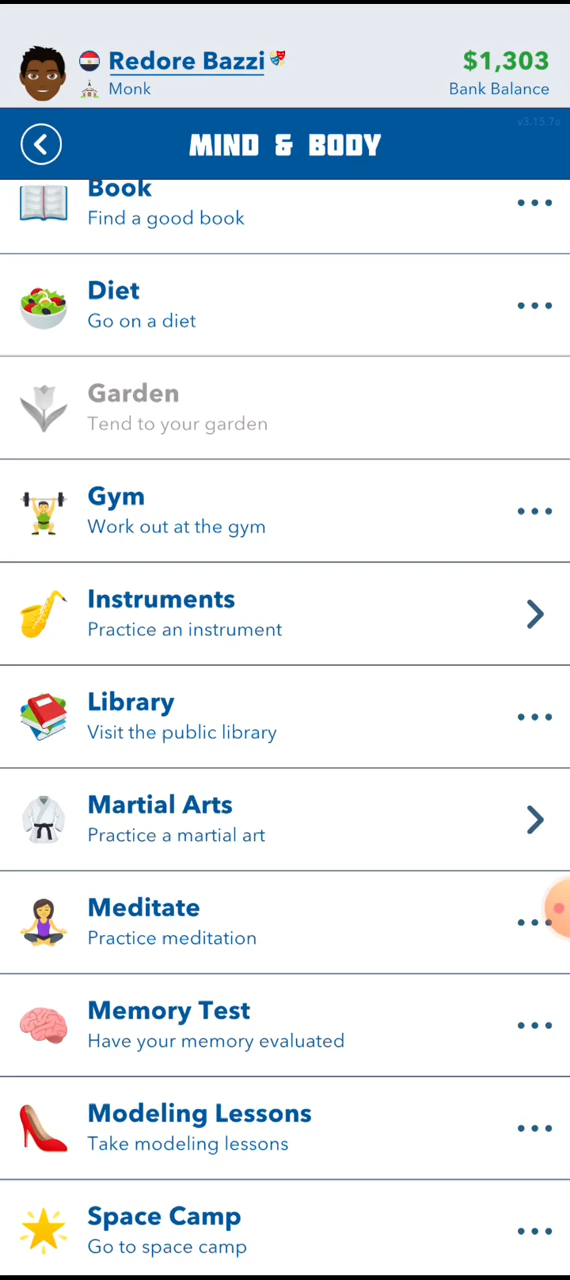 Redore Bazzi
$1,303
Monk
Bank Balance
v3.15.7
MIND & BODY
Book
Find a good book
Diet
Go on a diet
Garden
Tend to your garden
Gym
Work out at the gym
Instruments
Practice an instrument
Library
Visit the public library
Martial Arts
Practice a martial art
Meditate
Practice meditation
Memory Test
Have your memory evaluated
Modeling Lessons
Take modeling lessons
Space Camp
Go to space camp